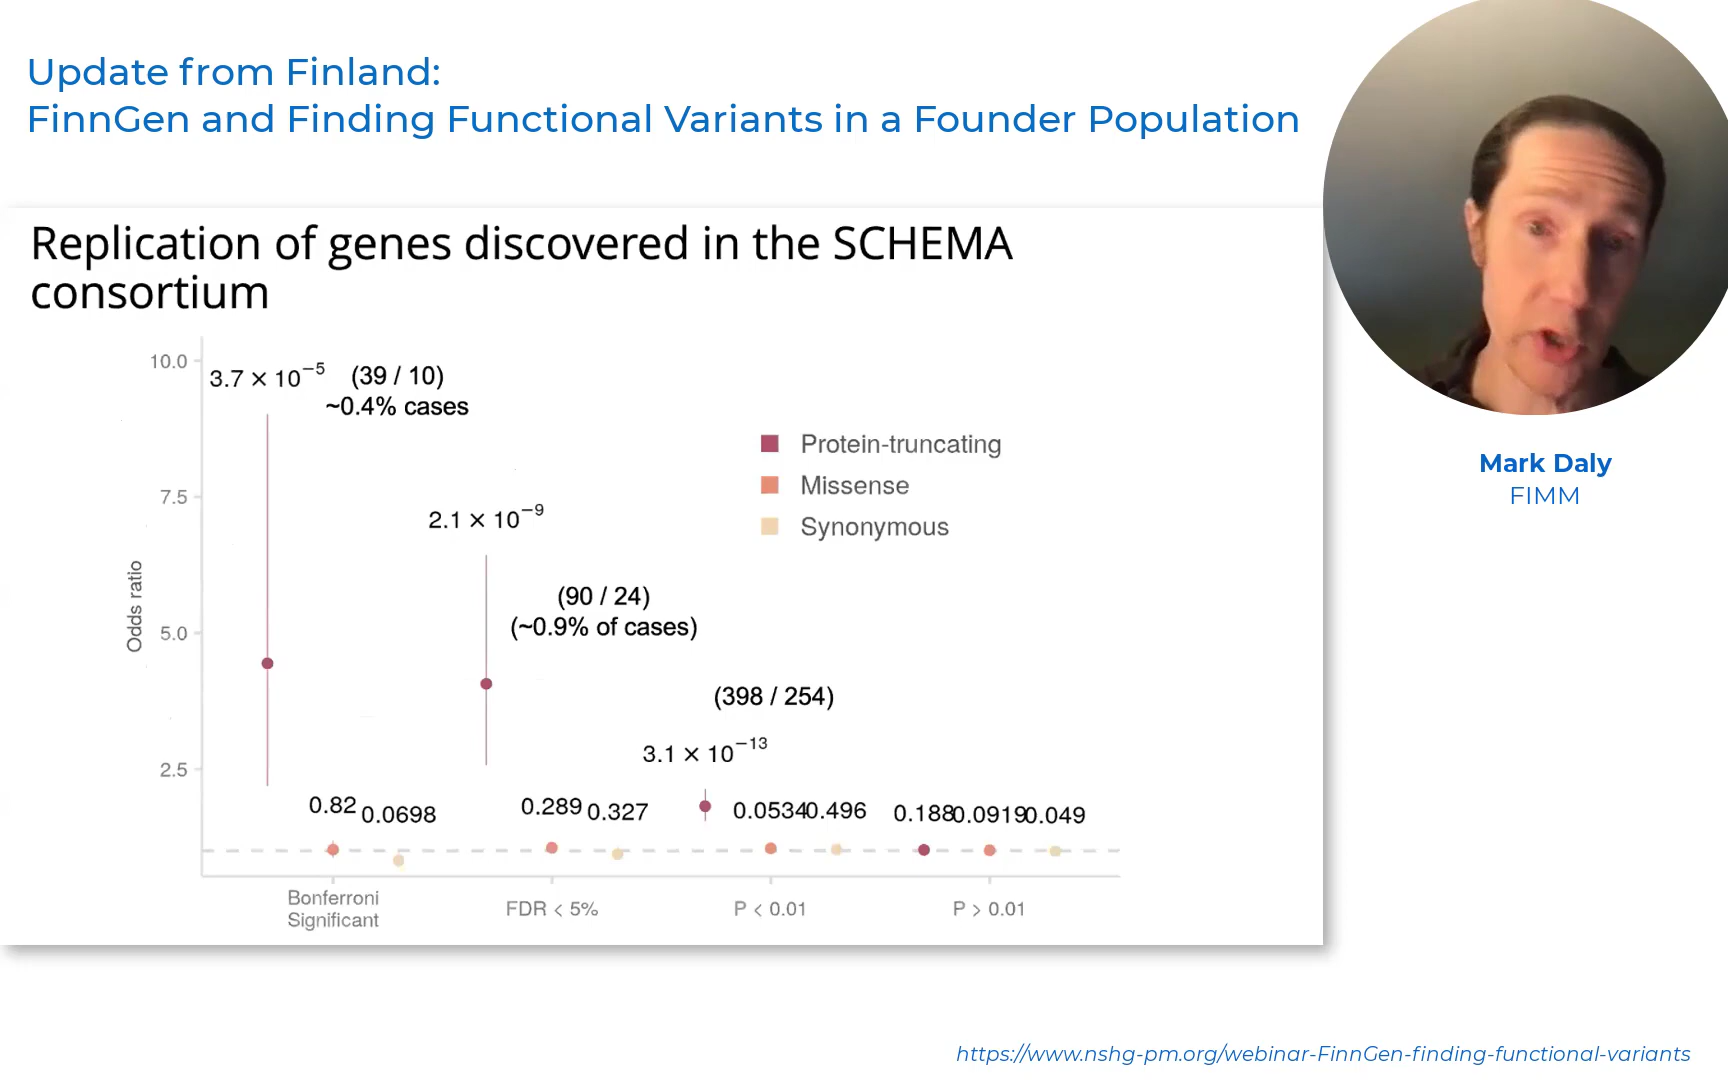 Update from Finland:
FinnGen and Finding Functional Variants in a Founder Population
Replication of genes discovered in the SCHEMA
consortium
10.0
7.5
5.0
2.5
Odds ratio
3.7 × 10⁻⁵
(39 / 10)
~0.4% cases
2.1 × 10⁻⁹
(90 / 24)
(~0.9% of cases)
(398 / 254)
3.1 × 10⁻¹³
Protein-truncating
Missense
Synonymous
0.82
0.0698
0.289
0.327
0.0534
0.496
0.188
0.0919
0.049
Bonferroni
Significant
FDR < 5%
P < 0.01
P > 0.01
Mark Daly
FIMM
https://www.nshg-pm.org/webinar-FinnGen-finding-functional-variants